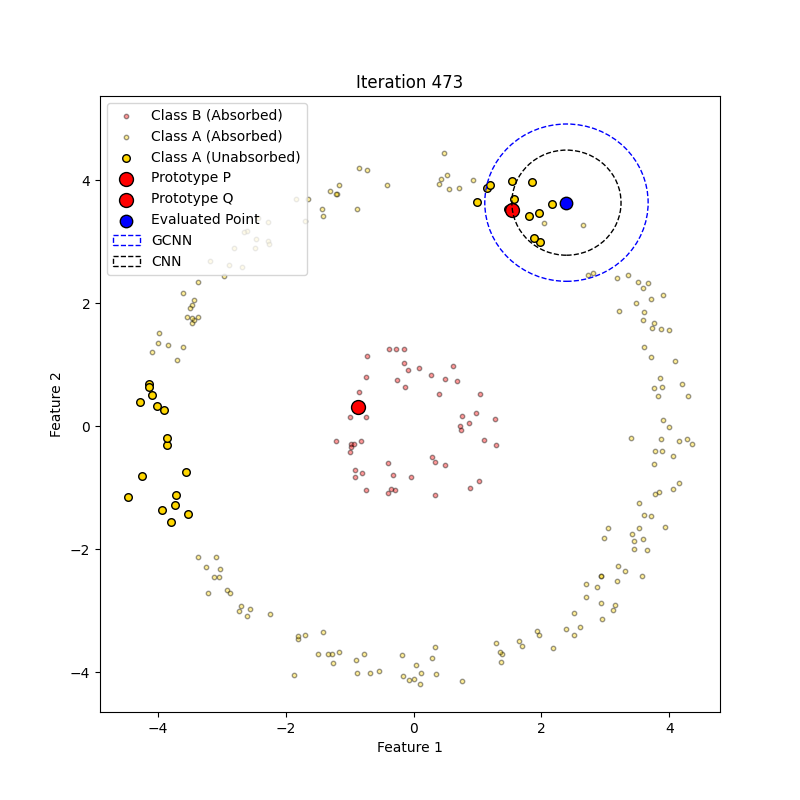 Iteration 473
Class B (Absorbed)
Class A (Absorbed)
Class A (Unabsorbed)
Prototype P
Prototype Q
Evaluated Point
GCNN
CNN
Feature 2
4
2
0
−2
−4
−4
−2
0
2
4
Feature 1